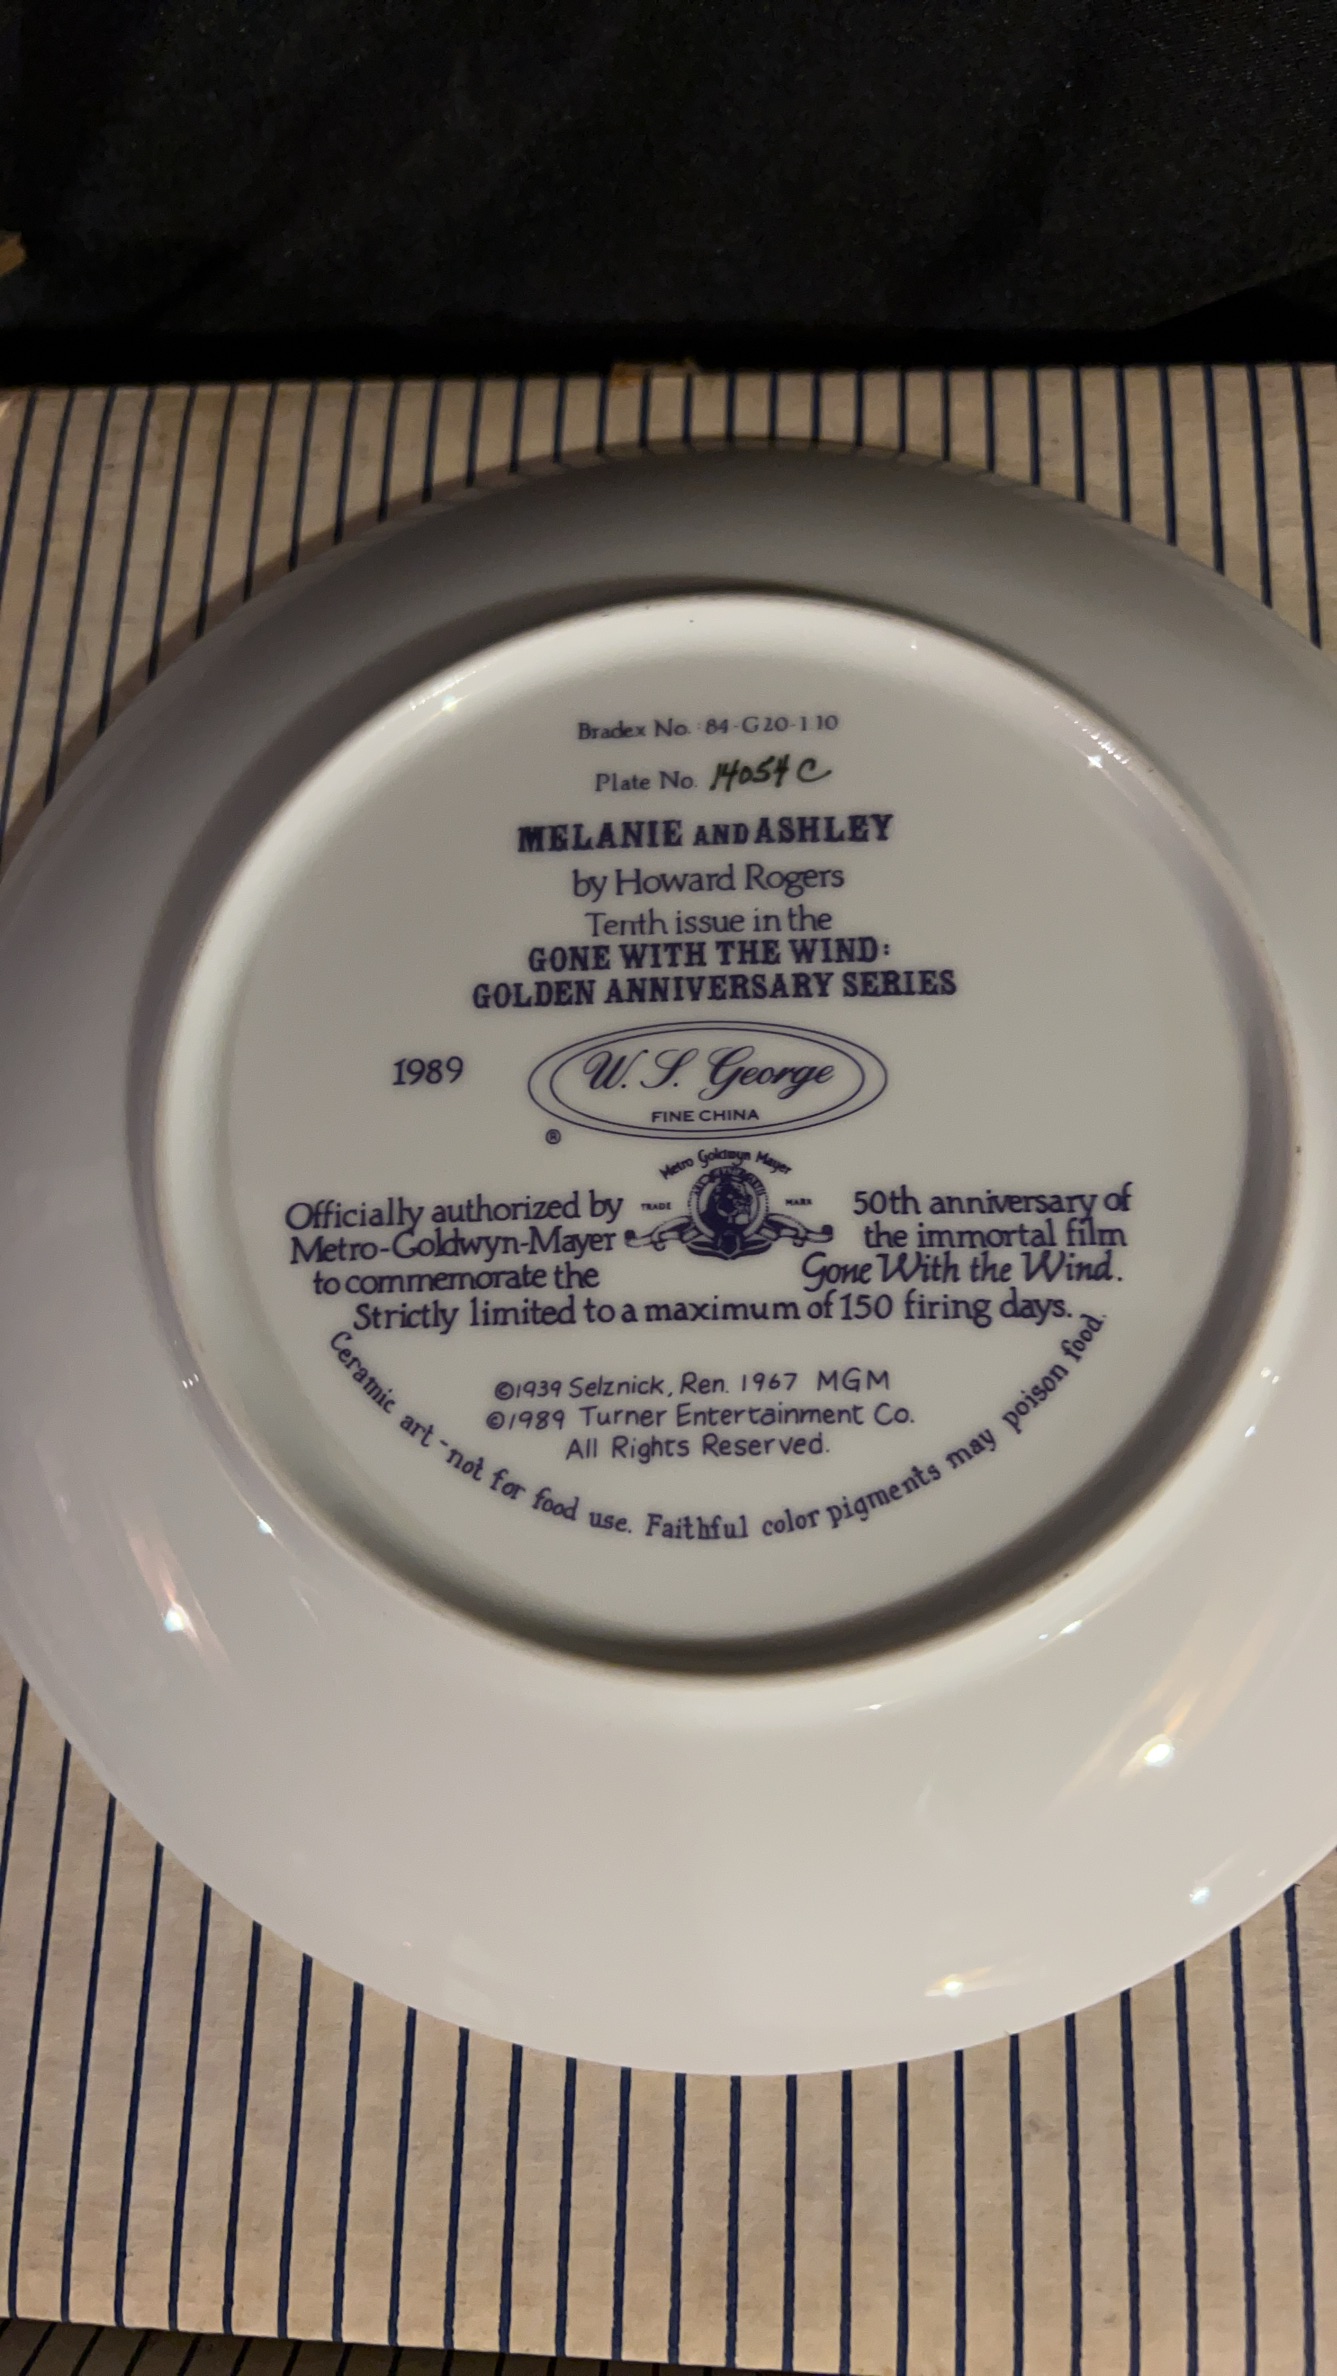 Bradex No. 84-G20-1 10
Plate No. 14054 C
MELANIE AND ASHLEY
by Howard Rogers
Tenth issue in the
GONE WITH THE WIND:
GOLDEN ANNIVERSARY SERIES
1989
W. S. George
FINE CHINA
®
Metro Goldwyn Mayer
TRADE MARK
Officially authorized by
Metro-Goldwyn-Mayer
to commemorate the
50th anniversary of
the immortal film
Gone With the Wind.
Strictly limited to a maximum of 150 firing days.
©1939 Selznick, Ren. 1967 MGM
©1989 Turner Entertainment Co.
All Rights Reserved.
Ceramic art-not for food use. Faithful color pigments may poison food.